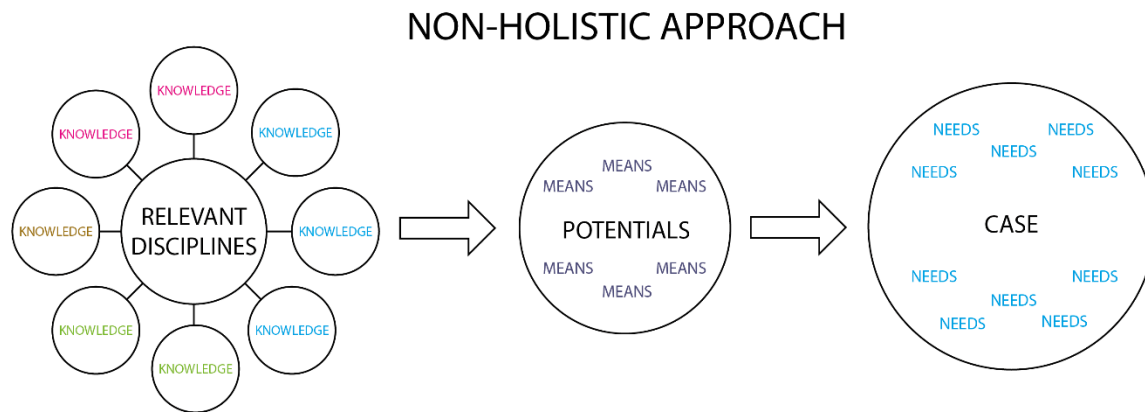 NON-HOLISTIC APPROACH
KNOWLEDGE
KNOWLEDGE
KNOWLEDGE
KNOWLEDGE
RELEVANT
DISCIPLINES
KNOWLEDGE
KNOWLEDGE
KNOWLEDGE
KNOWLEDGE
MEANS
MEANS
MEANS
POTENTIALS
MEANS
MEANS
MEANS
NEEDS
NEEDS
NEEDS
NEEDS
NEEDS
CASE
NEEDS
NEEDS
NEEDS
NEEDS
NEEDS